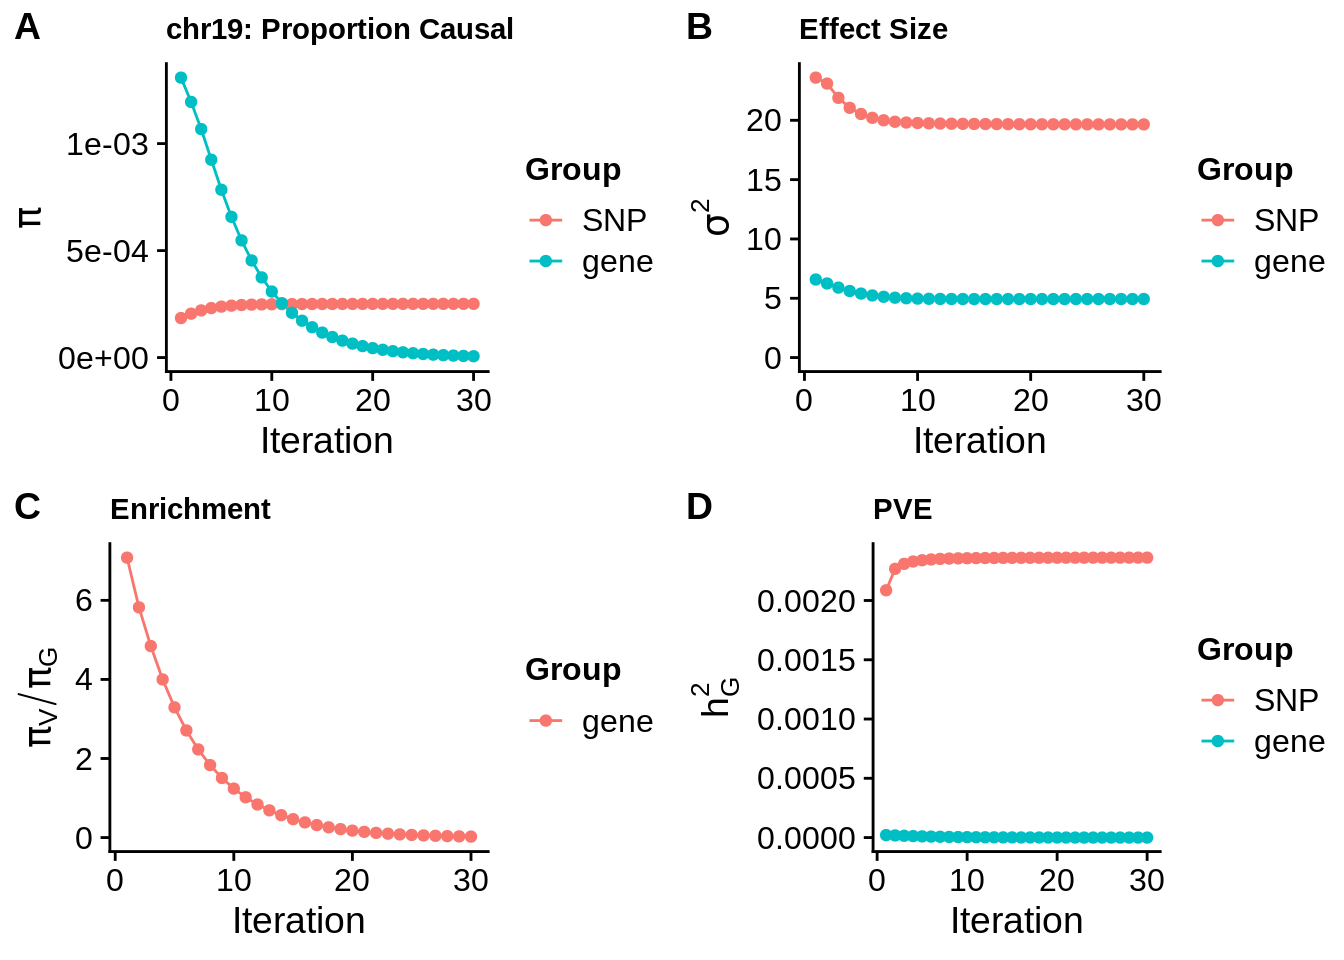 A
chr19: Proportion Causal
π
1e-03
5e-04
0e+00
0 10 20 30
Iteration
Group
SNP
gene
B
Effect Size
σ²
20
15
10
5
0
0 10 20 30
Iteration
Group
SNP
gene
C
Enrichment
πV/πG
6
4
2
0
0 10 20 30
Iteration
Group
gene
D
PVE
h²G
0.0020
0.0015
0.0010
0.0005
0.0000
0 10 20 30
Iteration
Group
SNP
gene